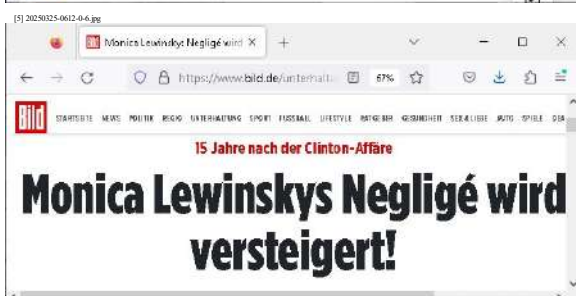 [5] 20250325-0612-0-6.jpg
Bild Monica Lewinsky: Negligé wird
https://www.bild.de/unterhalt 67%
Bild STARTSEITE NEWS POLITIK REGIO UNTERHALTUNG SPORT FUSSBALL LIFESTYLE RATGEBER GESUNDHEIT SEX & LIEBE AUTO SPIELE
15 Jahre nach der Clinton-Affäre
Monica Lewinskys Negligé wird
versteigert!